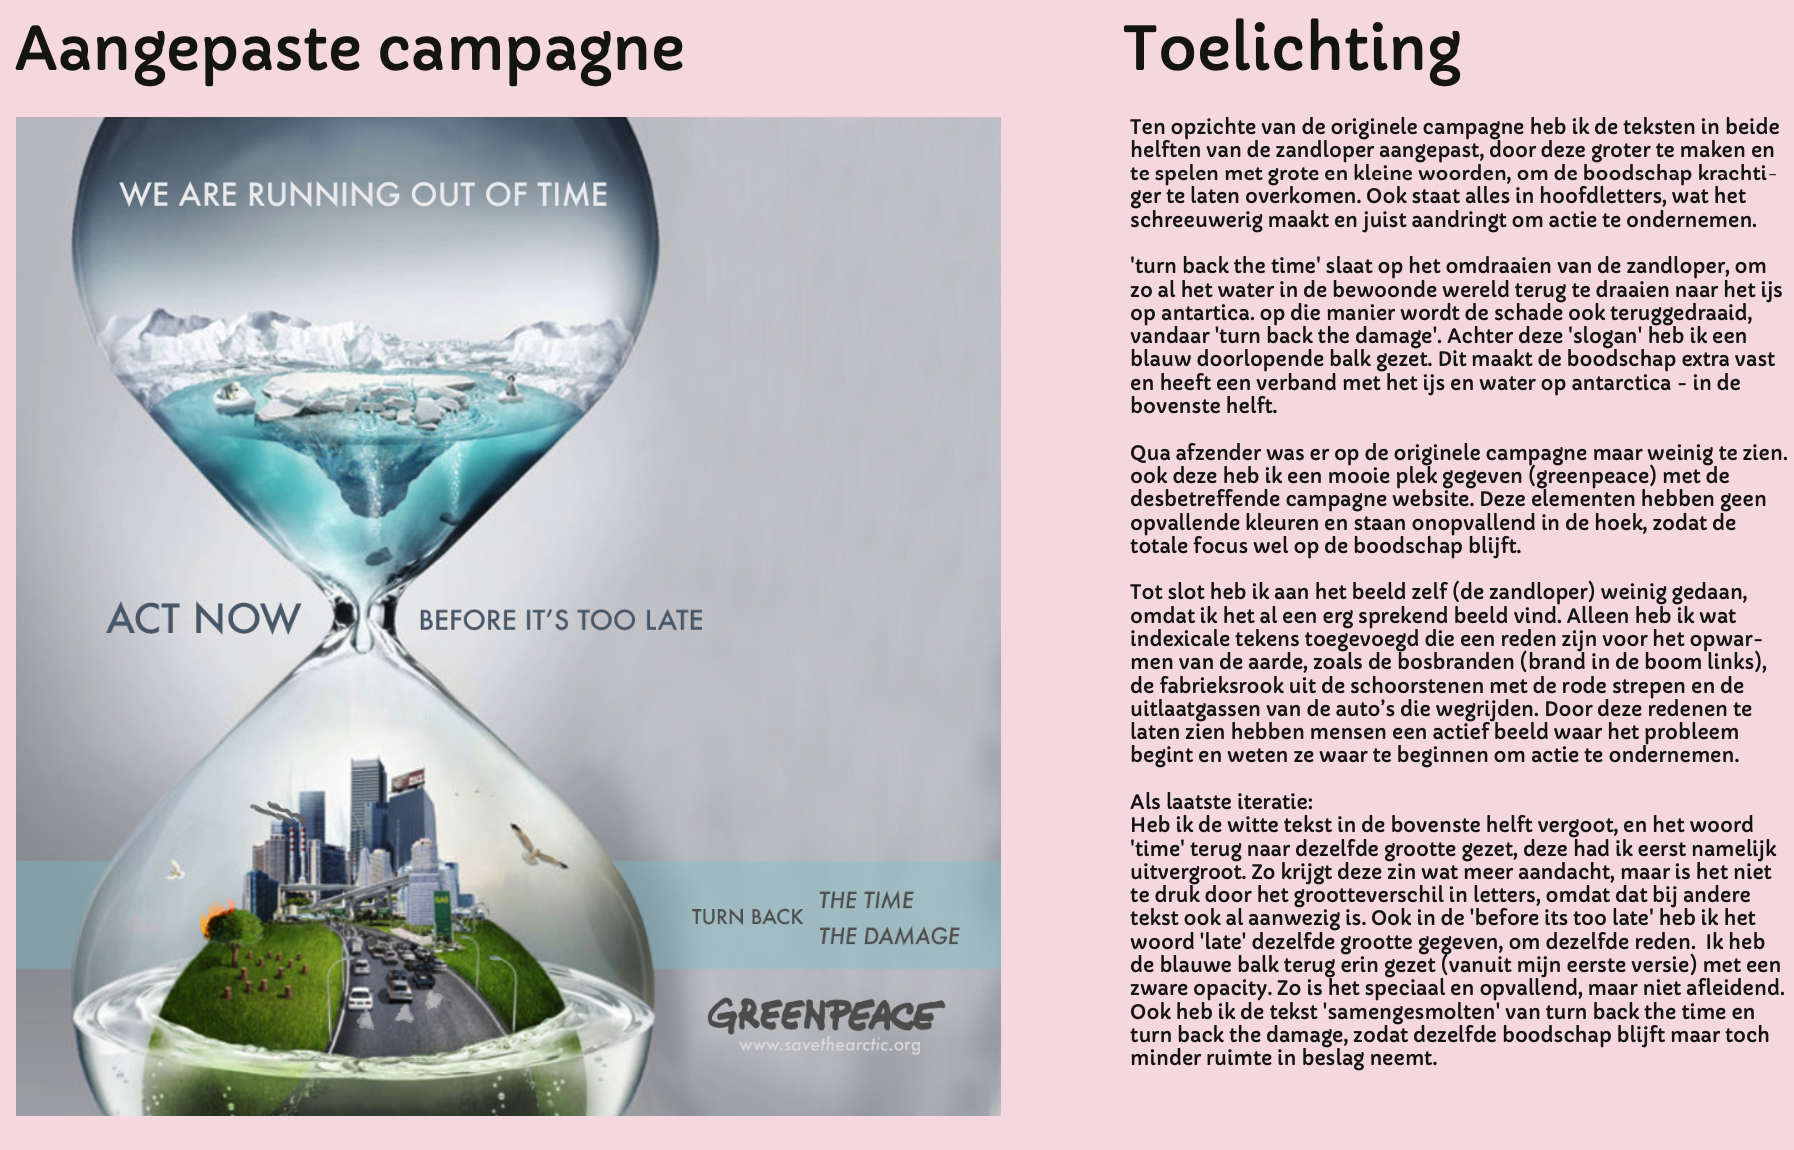 Aangepaste campagne
WE ARE RUNNING OUT OF TIME
ACT NOW BEFORE IT'S TOO LATE
GAS
TURN BACK THE TIME
THE DAMAGE
GREENPEACE
www.savethearctic.org
Toelichting
Ten opzichte van de originele campagne heb ik de teksten in beide
helften van de zandloper aangepast, door deze groter te maken en
te spelen met grote en kleine woorden, om de boodschap krachti-
ger te laten overkomen. Ook staat alles in hoofdletters, wat het
schreeuwerig maakt en juist aandringt om actie te ondernemen.
'turn back the time' slaat op het omdraaien van de zandloper, om
zo al het water in de bewoonde wereld terug te draaien naar het ijs
op antartica. op die manier wordt de schade ook teruggedraaid,
vandaar 'turn back the damage'. Achter deze 'slogan' heb ik een
blauw doorlopende balk gezet. Dit maakt de boodschap extra vast
en heeft een verband met het ijs en water op antarctica - in de
bovenste helft.
Qua afzender was er op de originele campagne maar weinig te zien.
ook deze heb ik een mooie plek gegeven (greenpeace) met de
desbetreffende campagne website. Deze elementen hebben geen
opvallende kleuren en staan onopvallend in de hoek, zodat de
totale focus wel op de boodschap blijft.
Tot slot heb ik aan het beeld zelf (de zandloper) weinig gedaan,
omdat ik het al een erg sprekend beeld vind. Alleen heb ik wat
indexicale tekens toegevoegd die een reden zijn voor het opwar-
men van de aarde, zoals de bosbranden (brand in de boom links),
de fabrieksrook uit de schoorstenen met de rode strepen en de
uitlaatgassen van de auto's die wegrijden. Door deze redenen te
laten zien hebben mensen een actief beeld waar het probleem
begint en weten ze waar te beginnen om actie te ondernemen.
Als laatste iteratie:
Heb ik de witte tekst in de bovenste helft vergoot, en het woord
'time' terug naar dezelfde grootte gezet, deze had ik eerst namelijk
uitvergroot. Zo krijgt deze zin wat meer aandacht, maar is het niet
te druk door het grootteverschil in letters, omdat dat bij andere
tekst ook al aanwezig is. Ook in de 'before its too late' heb ik het
woord 'late' dezelfde grootte gegeven, om dezelfde reden. Ik heb
de blauwe balk terug erin gezet (vanuit mijn eerste versie) met een
zware opacity. Zo is het speciaal en opvallend, maar niet afleidend.
Ook heb ik de tekst 'samengesmolten' van turn back the time en
turn back the damage, zodat dezelfde boodschap blijft maar toch
minder ruimte in beslag neemt.